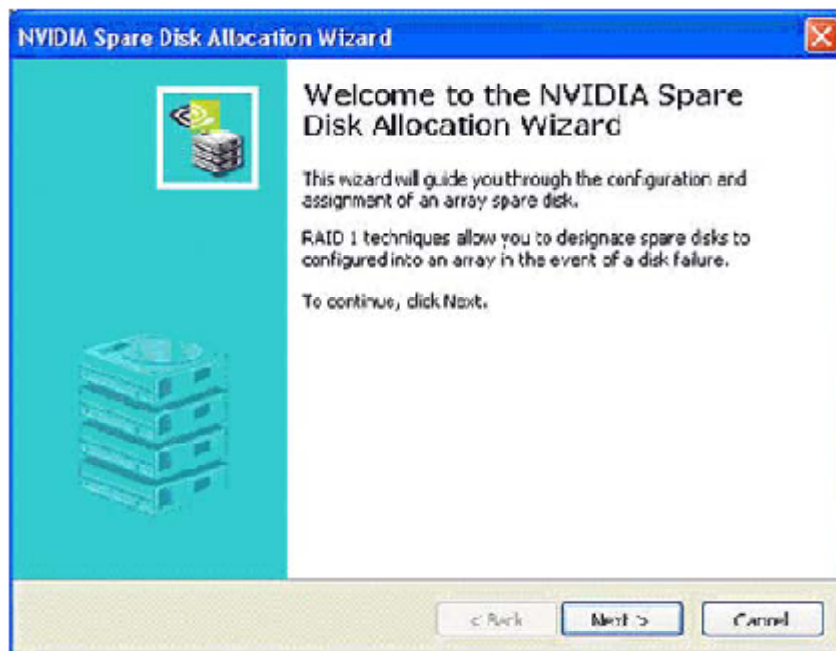 NVIDIA Spare Disk Allocation Wizard
Welcome to the NVIDIA Spare
Disk Allocation Wizard
This wizard will guide you through the configuration and
assignment of an array spare disk.
RAID 1 techniques allow you to designate spare disks to
configured into an array in the event of a disk failure.
To continue, click Next.
< Back
Next >
Cancel